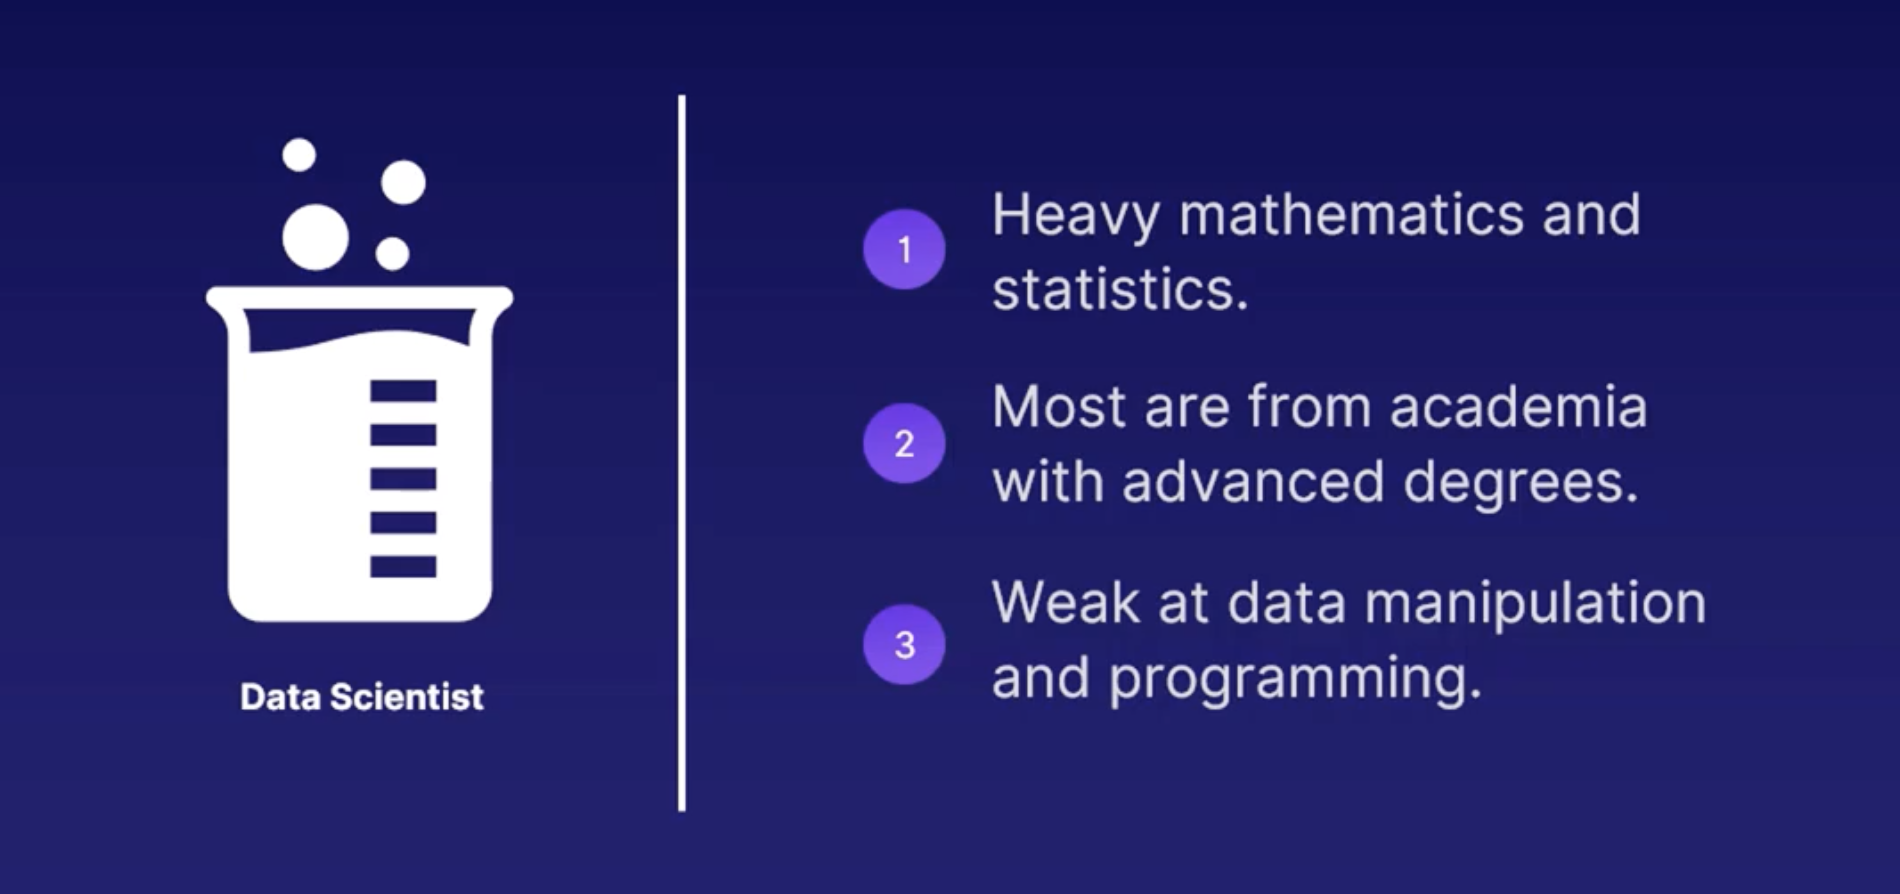 Data Scientist
1
Heavy mathematics and
statistics.
2
Most are from academia
with advanced degrees.
3
Weak at data manipulation
and programming.